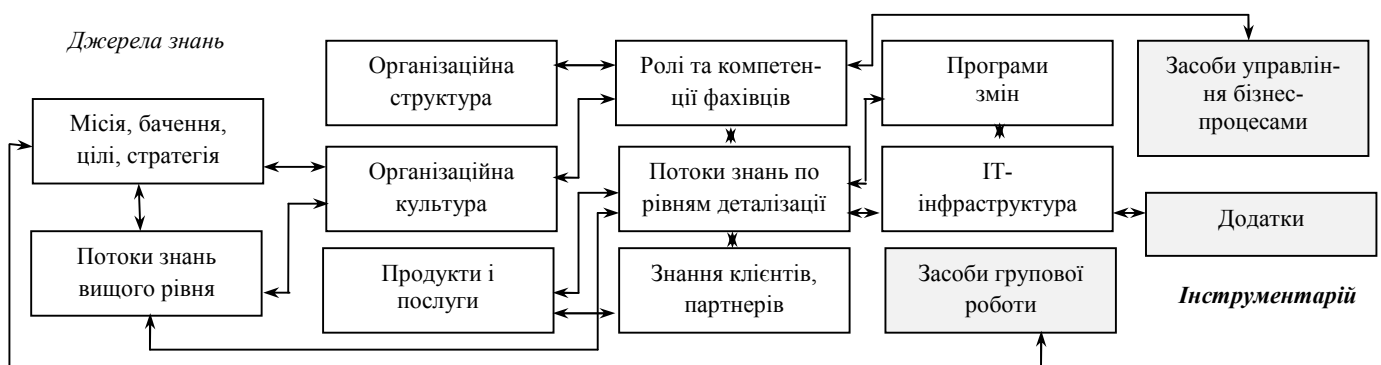 Джерела знань
Місія, бачення,
цілі, стратегія
Потоки знань
вищого рівня
Організаційна
структура
Організаційна
культура
Продукти і
послуги
Ролі та компетен-
ції фахівців
Потоки знань по
рівням деталізації
Знання клієнтів,
партнерів
Програми
змін
ІТ-
інфраструктура
Засоби групової
роботи
Засоби управлін-
ня бізнес-
процесами
Додатки
Інструментарій